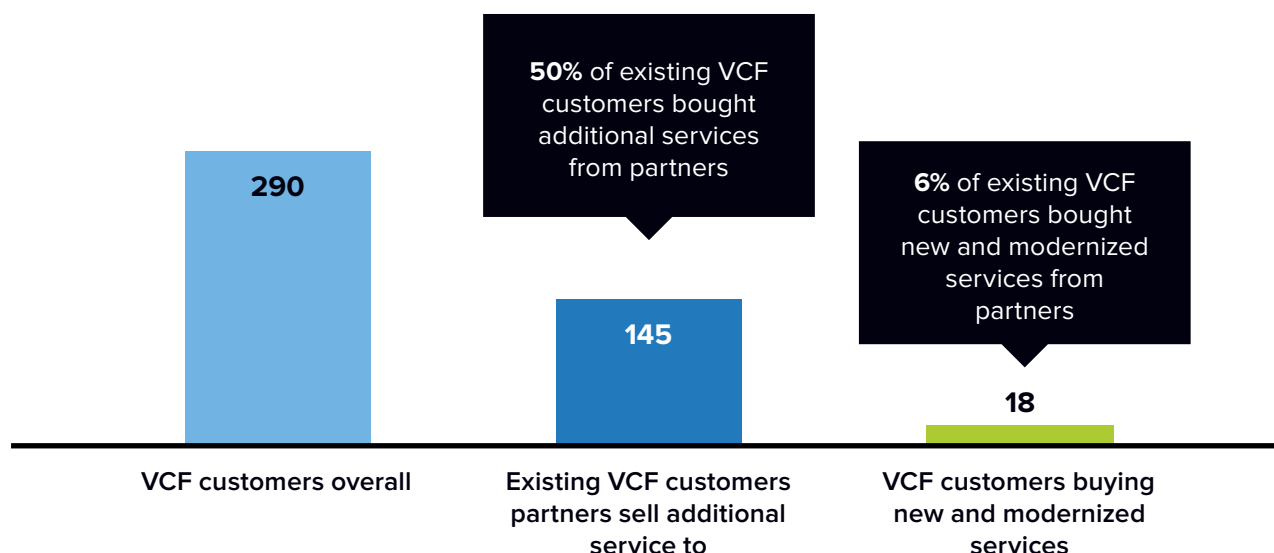 50% of existing VCF
customers bought
additional services
from partners
6% of existing VCF
customers bought
new and modernized
services from
partners
290
145
18
VCF customers overall
Existing VCF customers
partners sell additional
service to
VCF customers buying
new and modernized
services